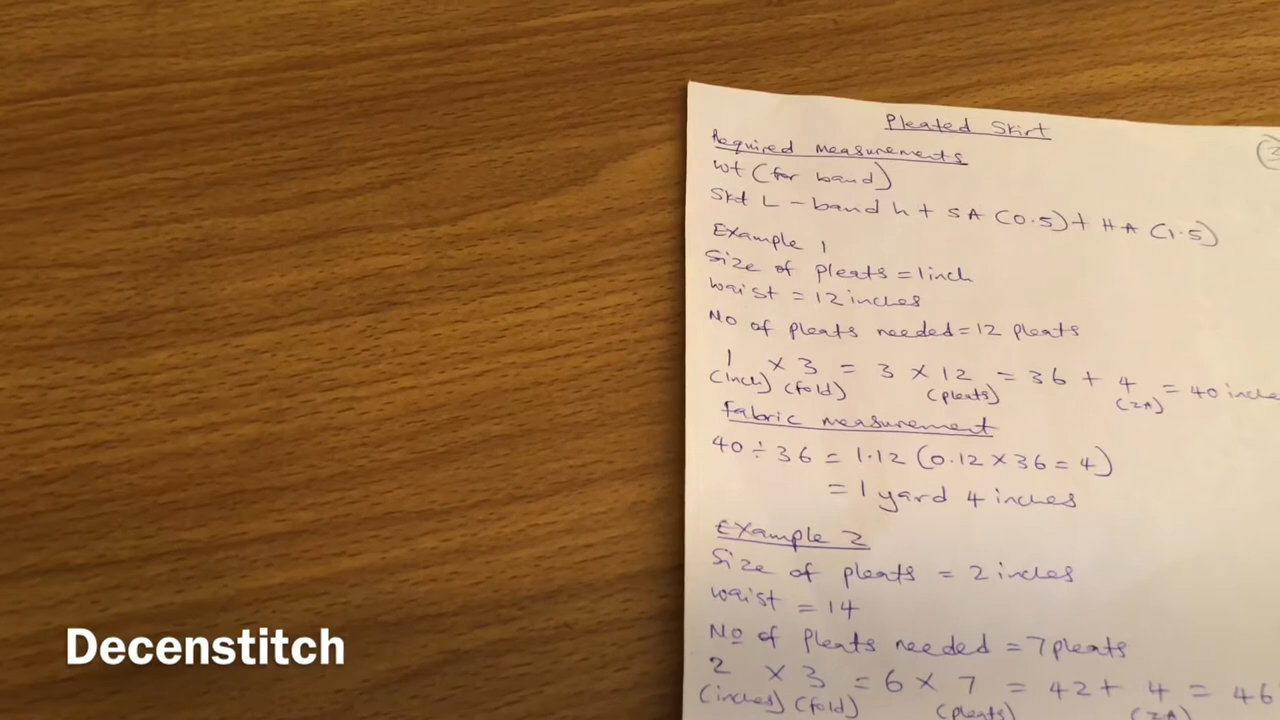 Pleated Skirt
Required measurements
wt (for band)
Skt L - band h + SA (0.5) + HA (1.5)
Example 1
Size of pleats = 1inch
waist = 12 inches
No of pleats needed = 12 pleats
1 × 3 = 3 × 12 = 36 + 4 = 40 inche
(inch) (fold) (pleats) (ZA)
Fabric measurement
40 ÷ 36 = 1.12 (0.12 × 36 = 4)
= 1 yard 4 inches
Example 2
Size of pleats = 2 inches
waist = 14
No of pleats needed = 7 pleats
2 × 3 = 6 × 7 = 42 + 4 = 46
(inches) (fold) (pleats) (ZA)
Decenstitch